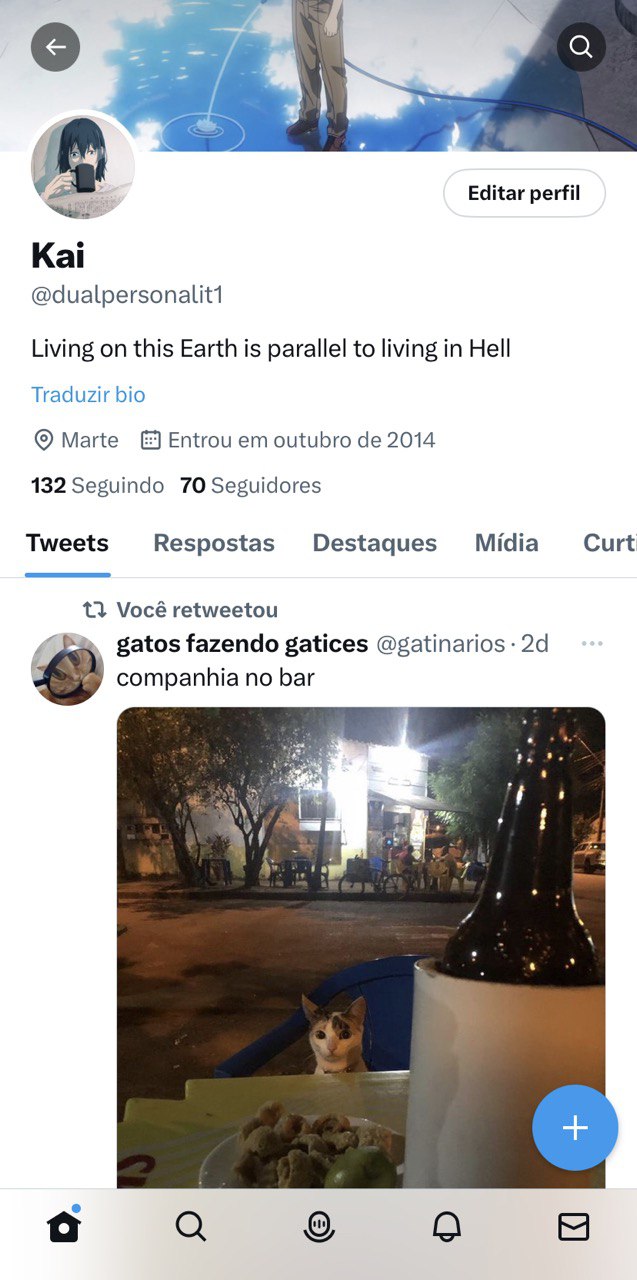 Editar perfil
Kai
@dualpersonalit1
Living on this Earth is parallel to living in Hell
Traduzir bio
Marte Entrou em outubro de 2014
132 Seguindo 70 Seguidores
Tweets Respostas Destaques Mídia Curti
Você retweetou
gatos fazendo gatices @gatinarios · 2d
companhia no bar